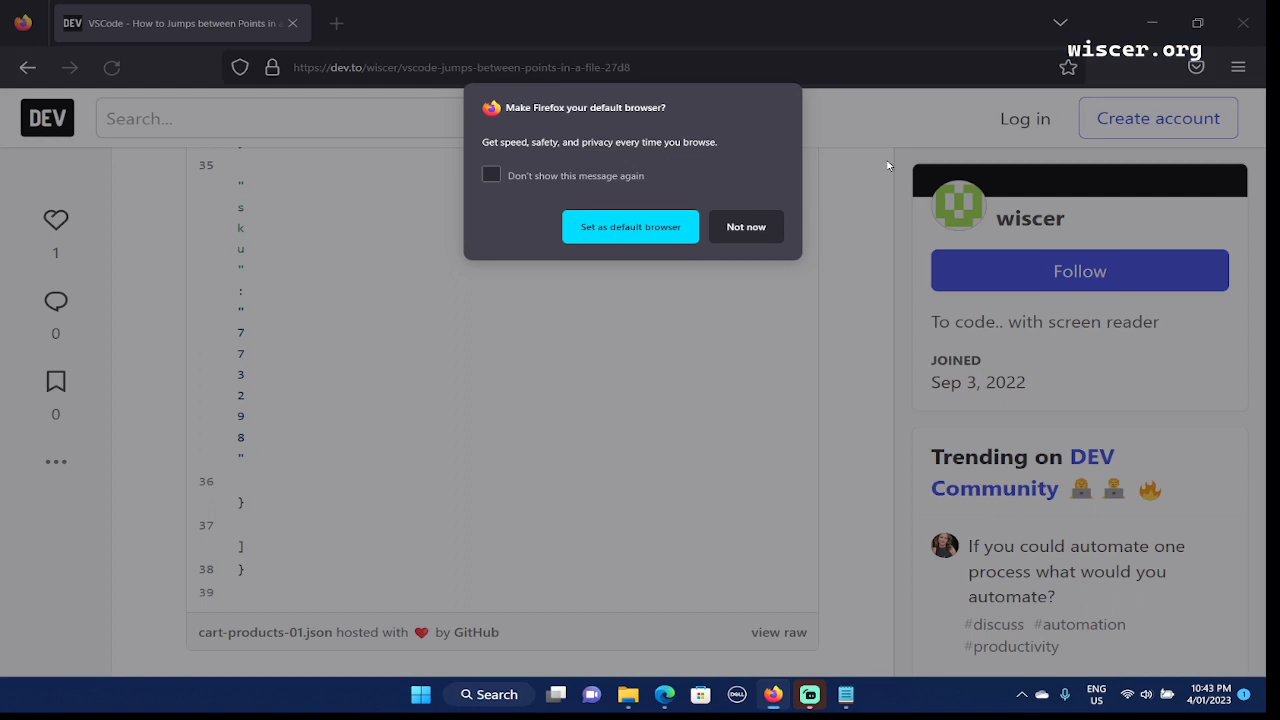 DEV VSCode - How to Jumps between Points in a
wiscer.org
https://dev.to/wiscer/vscode-jumps-between-points-in-a-file-27d8
DEV
Search...
Log in
Create account
Make Firefox your default browser?
Get speed, safety, and privacy every time you browse.
Don't show this message again
Set as default browser
Not now
1
0
0
35
"
s
k
u
"
:
"
7
7
3
2
9
8
"
36
}
37
]
38 }
39
cart-products-01.json hosted with ❤ by GitHub
view raw
wiscer
Follow
To code.. with screen reader
JOINED
Sep 3, 2022
Trending on DEV
Community
If you could automate one
process what would you
automate?
#discuss #automation
#productivity
Search
DELL
ENG
US
10:43 PM
4/01/2023
1